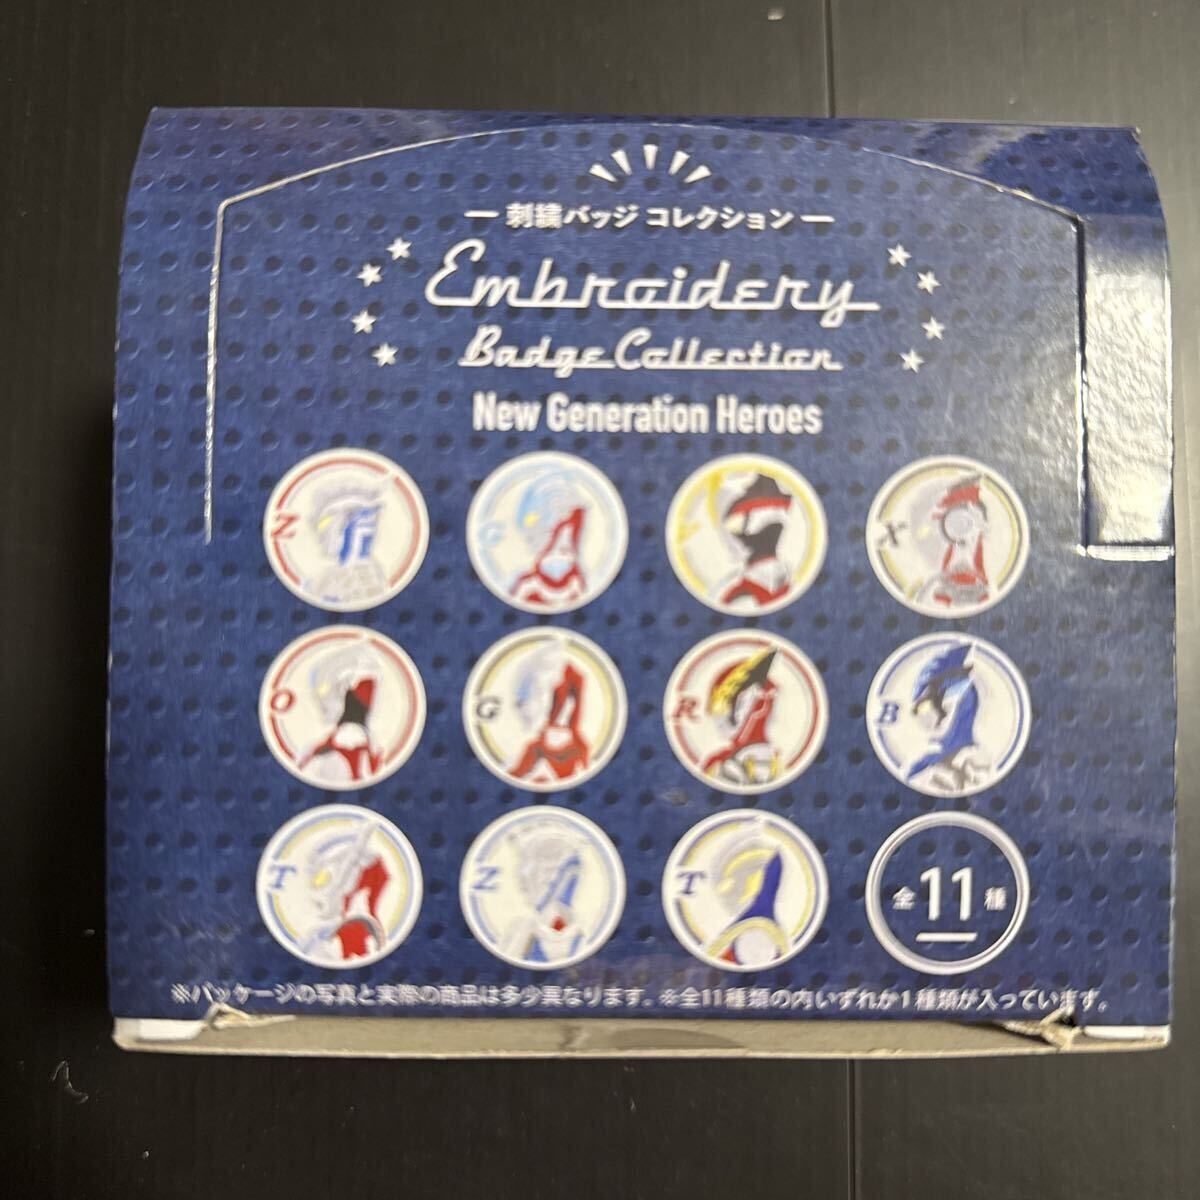 刺繍バッジ コレクション
Embroidery
Badge Collection
New Generation Heroes
Z G V X
O G R B
T Z T 全11種
※パッケージの写真と実際の商品は多少異なります。※全11種類の内いずれか1種類が入っています。